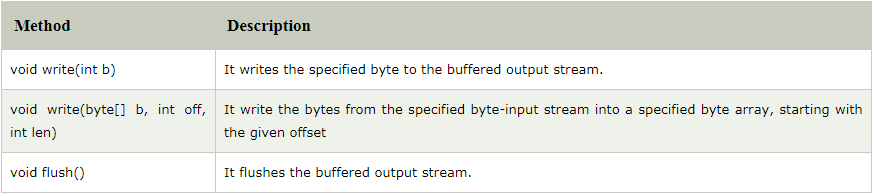 Method Description
void write(int b) It writes the specified byte to the buffered output stream.
void write(byte[] b, int off, It write the bytes from the specified byte-input stream into a specified byte array, starting with
int len) the given offset
void flush() It flushes the buffered output stream.